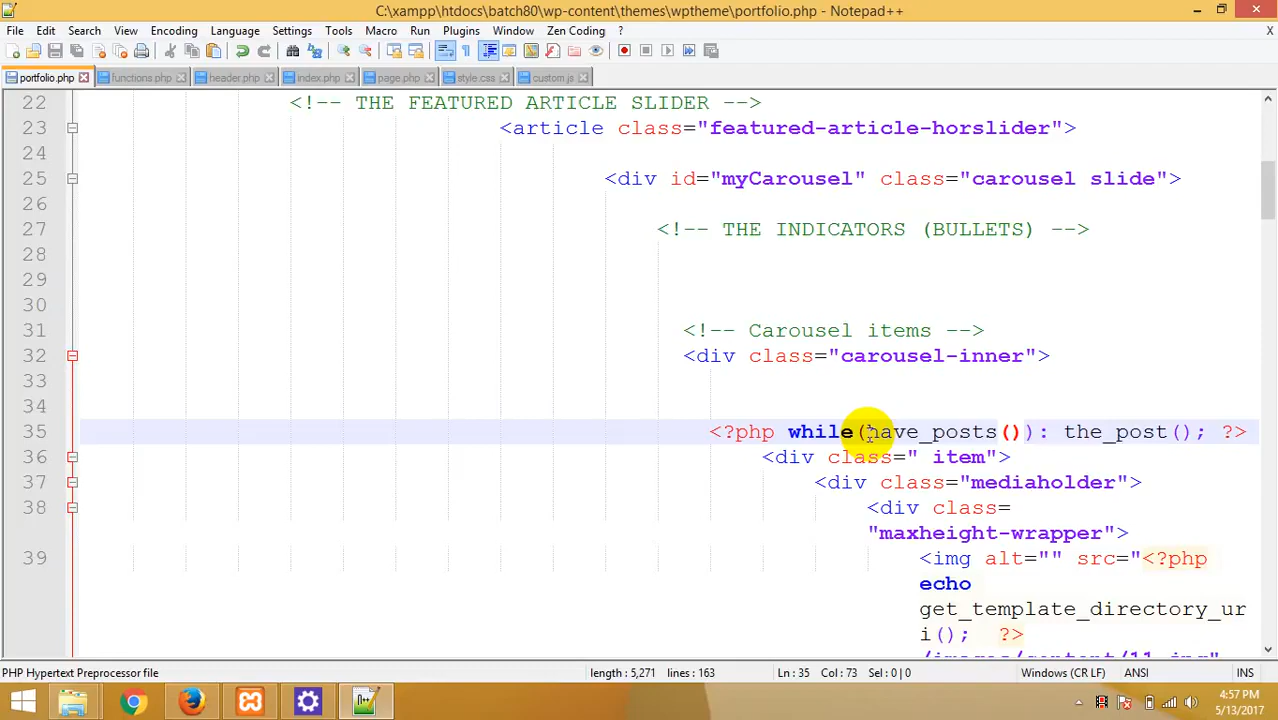 C:\xampp\htdocs\batch80\wp-content\themes\wptheme\portfolio.php - Notepad++
File Edit Search View Encoding Language Settings Tools Macro Run Plugins Window Zen Coding ? X
portfolio.php functions.php header.php index.php page.php style.css custom.js
22 <!-- THE FEATURED ARTICLE SLIDER -->
23 <article class="featured-article-horslider">
24
25 <div id="myCarousel" class="carousel slide">
26
27 <!-- THE INDICATORS (BULLETS) -->
28
29
30
31 <!-- Carousel items -->
32 <div class="carousel-inner">
33
34
35 <?php while(have_posts()): the_post(); ?>
36 <div class=" item">
37 <div class="mediaholder">
38 <div class=
"maxheight-wrapper">
39 <img alt="" src="<?php
echo
get_template_directory_ur
i(); ?>
/images/content/11.jpg"
PHP Hypertext Preprocessor file length : 5,271 lines : 163 Ln : 35 Col : 73 Sel : 0 | 0 Windows (CR LF) ANSI INS
4:57 PM
5/13/2017